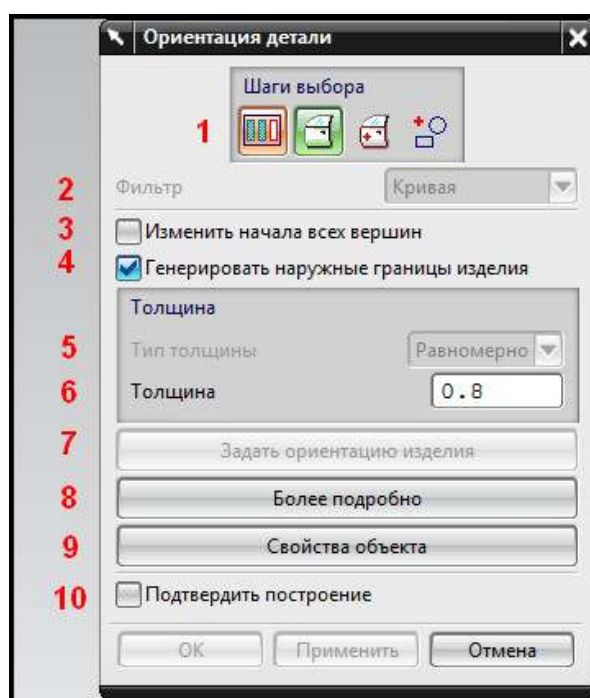 Ориентация детали
Шаги выбора
1
2 Фильтр Кривая
3 Изменить начала всех вершин
4 Генерировать наружные границы изделия
Толщина
5 Тип толщины Равномерно
6 Толщина 0.8
7 Задать ориентацию изделия
8 Более подробно
9 Свойства объекта
10 Подтвердить построение
ОК Применить Отмена